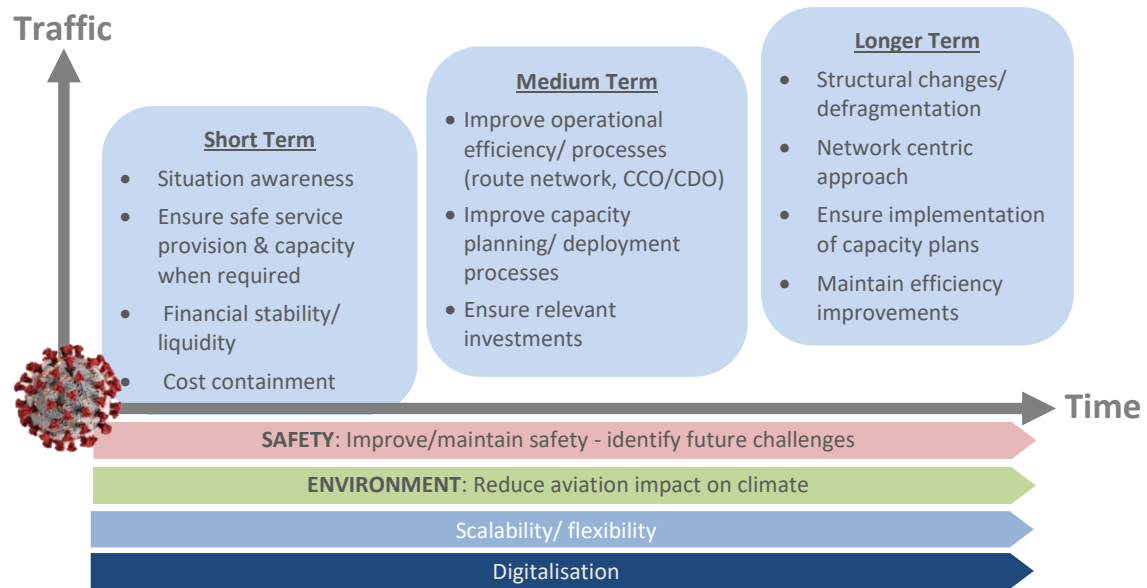 Traffic
Short Term
• Situation awareness
• Ensure safe service
provision & capacity
when required
• Financial stability/
liquidity
• Cost containment
Medium Term
• Improve operational
efficiency/ processes
(route network, CCO/CDO)
• Improve capacity
planning/ deployment
processes
• Ensure relevant
investments
Longer Term
• Structural changes/
defragmentation
• Network centric
approach
• Ensure implementation
of capacity plans
• Maintain efficiency
improvements
Time
SAFETY: Improve/maintain safety - identify future challenges
ENVIRONMENT: Reduce aviation impact on climate
Scalability/ flexibility
Digitalisation